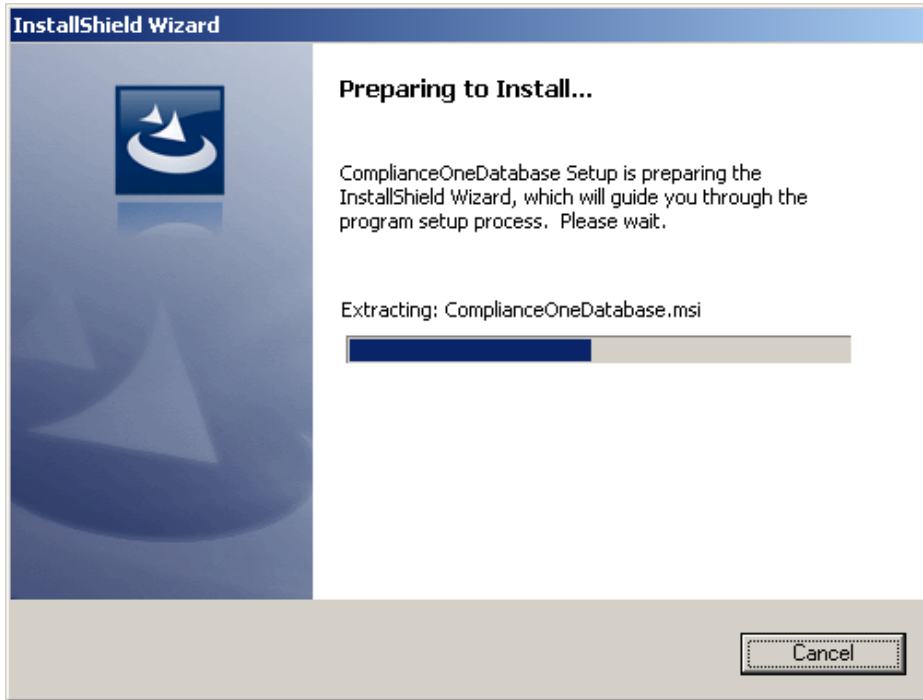 InstallShield Wizard
Preparing to Install...
ComplianceOneDatabase Setup is preparing the
InstallShield Wizard, which will guide you through the
program setup process.  Please wait.
Extracting: ComplianceOneDatabase.msi
Cancel